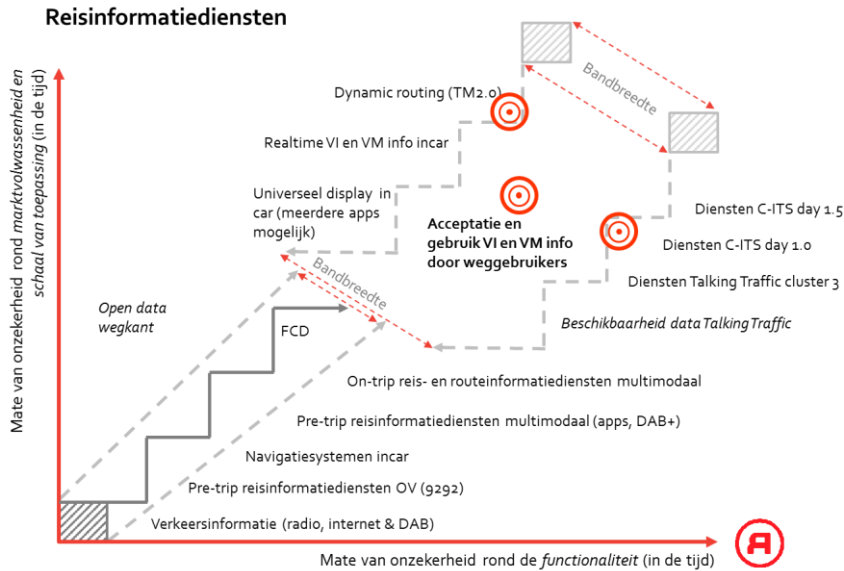 Reisinformatiediensten
Mate van onzekerheid rond marktvolwassenheid en
schaal van toepassing (in de tijd)
Bandbreedte
Dynamic routing (TM2.0)
Realtime VI en VM info incar
Universeel display in
car (meerdere apps
mogelijk)
Acceptatie en
gebruik VI en VM info
door weggebruikers
Diensten C-ITS day 1.5
Diensten C-ITS day 1.0
Diensten Talking Traffic cluster 3
Beschikbaarheid data Talking Traffic
Bandbreedte
Open data
wegkant
FCD
On-trip reis- en routeinformatiediensten multimodaal
Pre-trip reisinformatiediensten multimodaal (apps, DAB+)
Navigatiesystemen incar
Pre-trip reisinformatiediensten OV (9292)
Verkeersinformatie (radio, internet & DAB)
Mate van onzekerheid rond de functionaliteit (in de tijd)